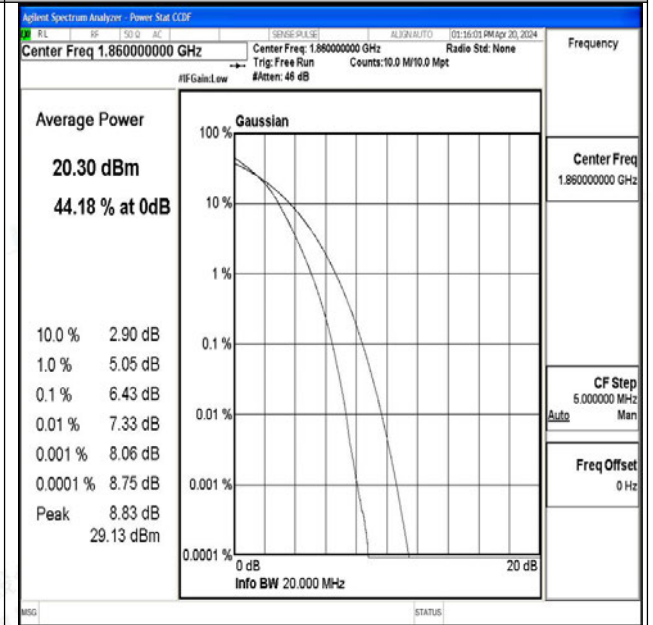 Agilent Spectrum Analyzer - Power Stat CCDF
RL RF 50 Ω AC SENSE:PULSE ALIGN AUTO 01:16:01 PM Apr 20, 2024
Center Freq 1.860000000 GHz
Center Freq: 1.860000000 GHz Radio Std: None
Trig: Free Run Counts:10.0 M/10.0 Mpt
#IFGain:Low #Atten: 46 dB
Frequency
Average Power
20.30 dBm
44.18 % at 0dB
10.0 % 2.90 dB
1.0 % 5.05 dB
0.1 % 6.43 dB
0.01 % 7.33 dB
0.001 % 8.06 dB
0.0001 % 8.75 dB
Peak 8.83 dB
29.13 dBm
Gaussian
100 %
10 %
1 %
0.1 %
0.01 %
0.001 %
0.0001 %
0 dB 20 dB
Info BW 20.000 MHz
Center Freq
1.860000000 GHz
CF Step
5.000000 MHz
Auto Man
Freq Offset
0 Hz
MSG STATUS